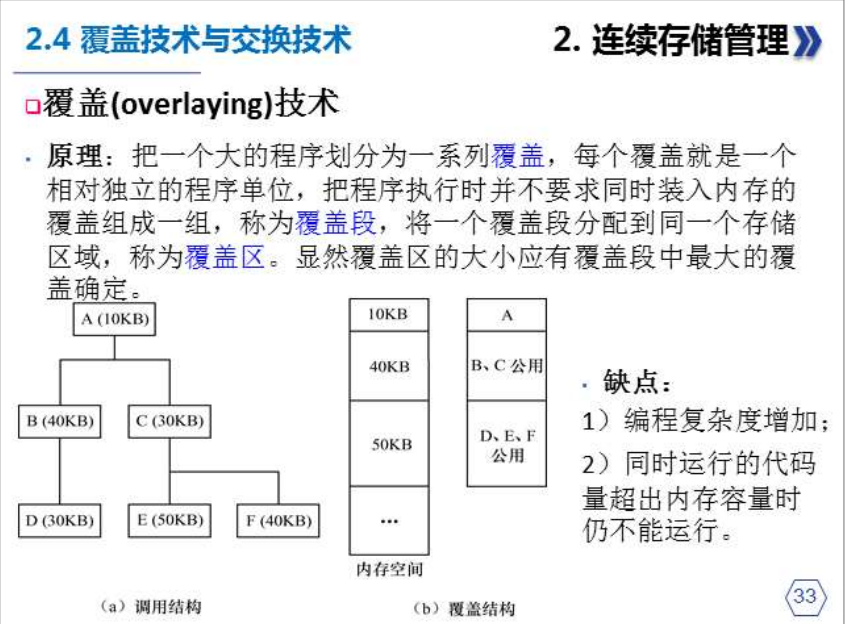 2.4 覆盖技术与交换技术
2. 连续存储管理
覆盖(overlaying)技术
· 原理：把一个大的程序划分为一系列覆盖，每个覆盖就是一个
相对独立的程序单位，把程序执行时并不要求同时装入内存的
覆盖组成一组，称为覆盖段，将一个覆盖段分配到同一个存储
区域，称为覆盖区。显然覆盖区的大小应有覆盖段中最大的覆
盖确定。
A (10KB)
B (40KB)
C (30KB)
D (30KB)
E (50KB)
F (40KB)
（a）调用结构
10KB
40KB
50KB
...
内存空间
A
B、C 公用
D、E、F
公用
（b）覆盖结构
· 缺点：
1）编程复杂度增加；
2）同时运行的代码
量超出内存容量时
仍不能运行。
33